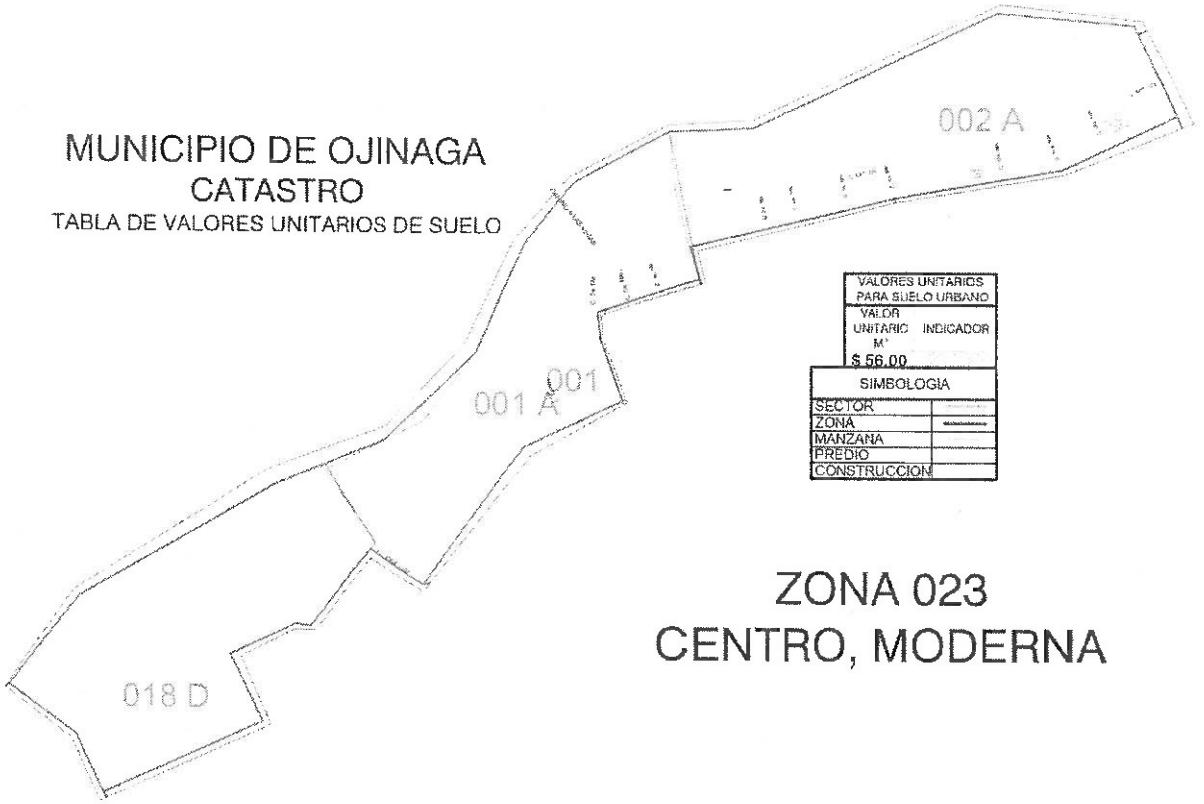 MUNICIPIO DE OJINAGA
CATASTRO
TABLA DE VALORES UNITARIOS DE SUELO
002 A
VALORES UNITARIOS
PARA SUELO URBANO
VALOR
UNITARIO INDICADOR
M²
$ 56.00
SIMBOLOGIA
SECTOR
ZONA
MANZANA
PREDIO
CONSTRUCCION
001
001 A
018 D
ZONA 023
CENTRO, MODERNA